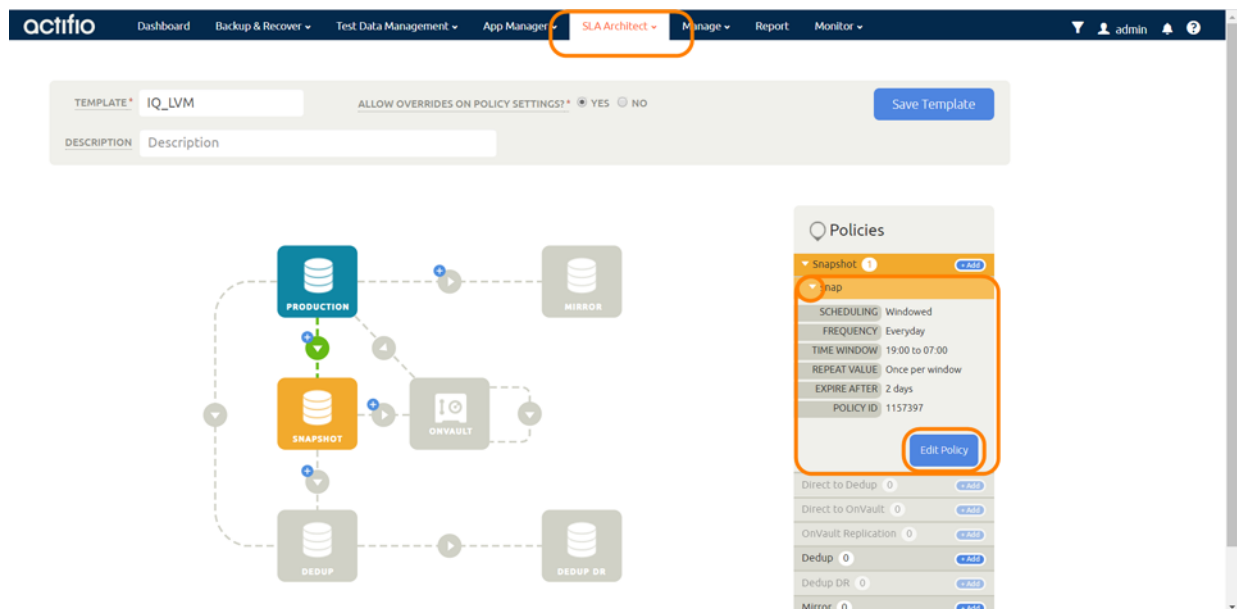 actifio Dashboard Backup & Recover Test Data Management App Manager SLA Architect Manage Report Monitor admin ?
TEMPLATE* IQ_LVM ALLOW OVERRIDES ON POLICY SETTINGS?* YES NO Save Template
DESCRIPTION Description
Policies
Snapshot 1 + Add
nap
SCHEDULING Windowed
FREQUENCY Everyday
TIME WINDOW 19:00 to 07:00
REPEAT VALUE Once per window
EXPIRE AFTER 2 days
POLICY ID 1157397
Edit Policy
Direct to Dedup 0 + Add
Direct to OnVault 0 + Add
OnVault Replication 0 + Add
Dedup 0 + Add
Dedup DR 0 + Add
Mirror 0 + Add
PRODUCTION MIRROR
SNAPSHOT ONVAULT
DEDUP DEDUP DR